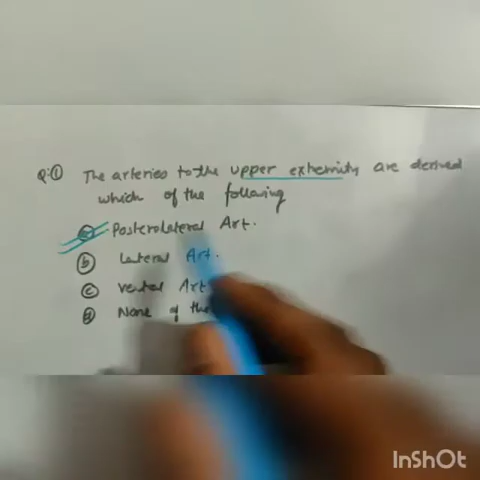 Q:① The arteries to the upper extremity are derived
which of the following
ⓐ Posterolateral Art.
ⓑ Lateral Art.
ⓒ ventral Art
ⓓ None of the
InShOt